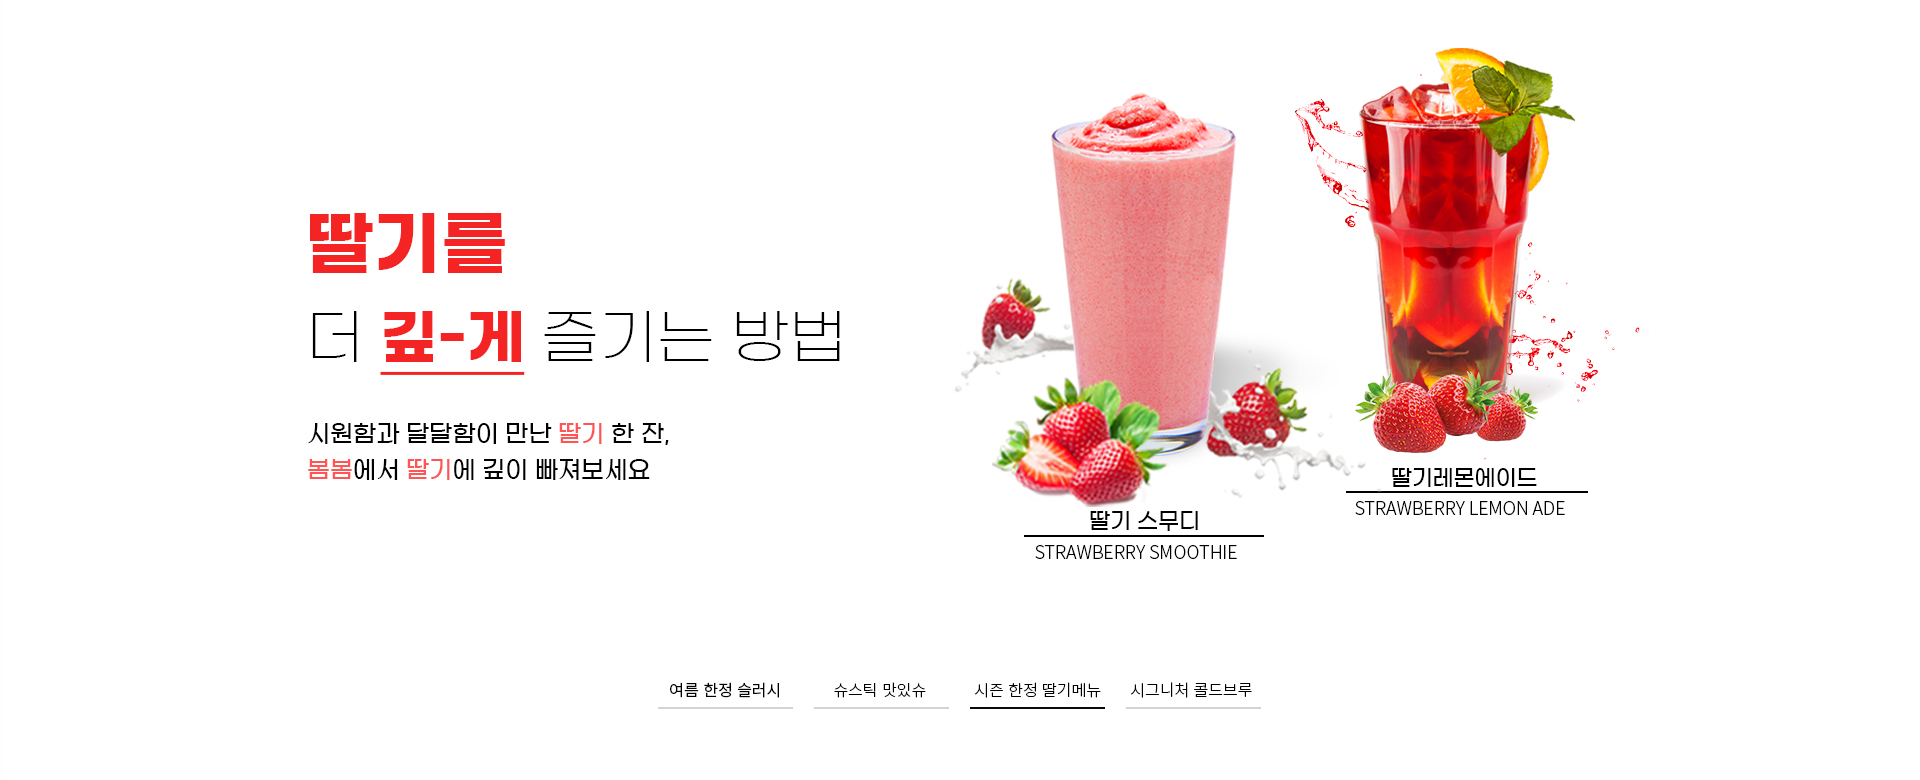 딸기를
더 깊-게 즐기는 방법
시원함과 달달함이 만난 딸기 한 잔,
봄봄에서 딸기에 깊이 빠져보세요
딸기 스무디
STRAWBERRY SMOOTHIE
딸기레몬에이드
STRAWBERRY LEMON ADE
여름 한정 슬러시
슈스틱 맛있슈
시즌 한정 딸기메뉴
시그니처 콜드브루